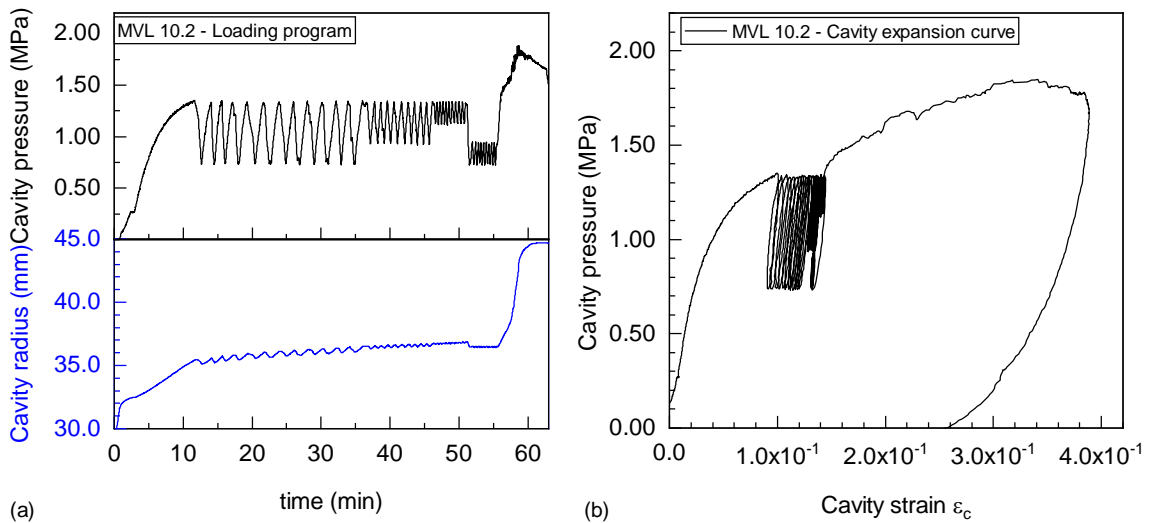 MVL 10.2 - Loading program
Cavity pressure (MPa)
2.00
1.50
1.00
0.50
Cavity radius (mm)
45.0
40.0
35.0
30.0
0 10 20 30 40 50 60
time (min)
(a)
MVL 10.2 - Cavity expansion curve
Cavity pressure (MPa)
2.00
1.50
1.00
0.50
0.00
0.0 1.0x10⁻¹ 2.0x10⁻¹ 3.0x10⁻¹ 4.0x10⁻¹
Cavity strain ε_c
(b)